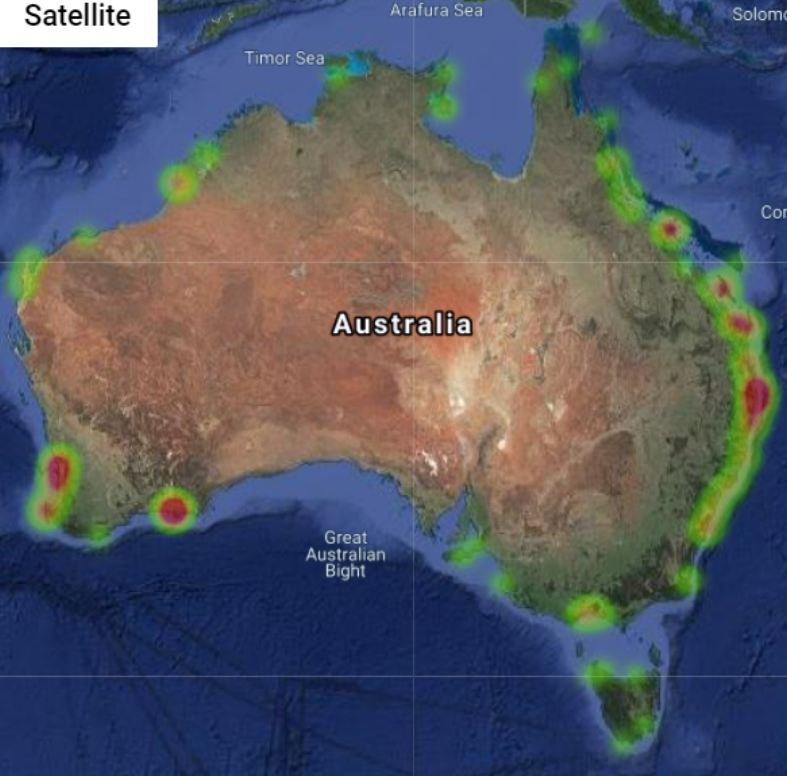 Satellite
Arafura Sea
Solomo
Timor Sea
Cor
Australia
Great
Australian
Bight